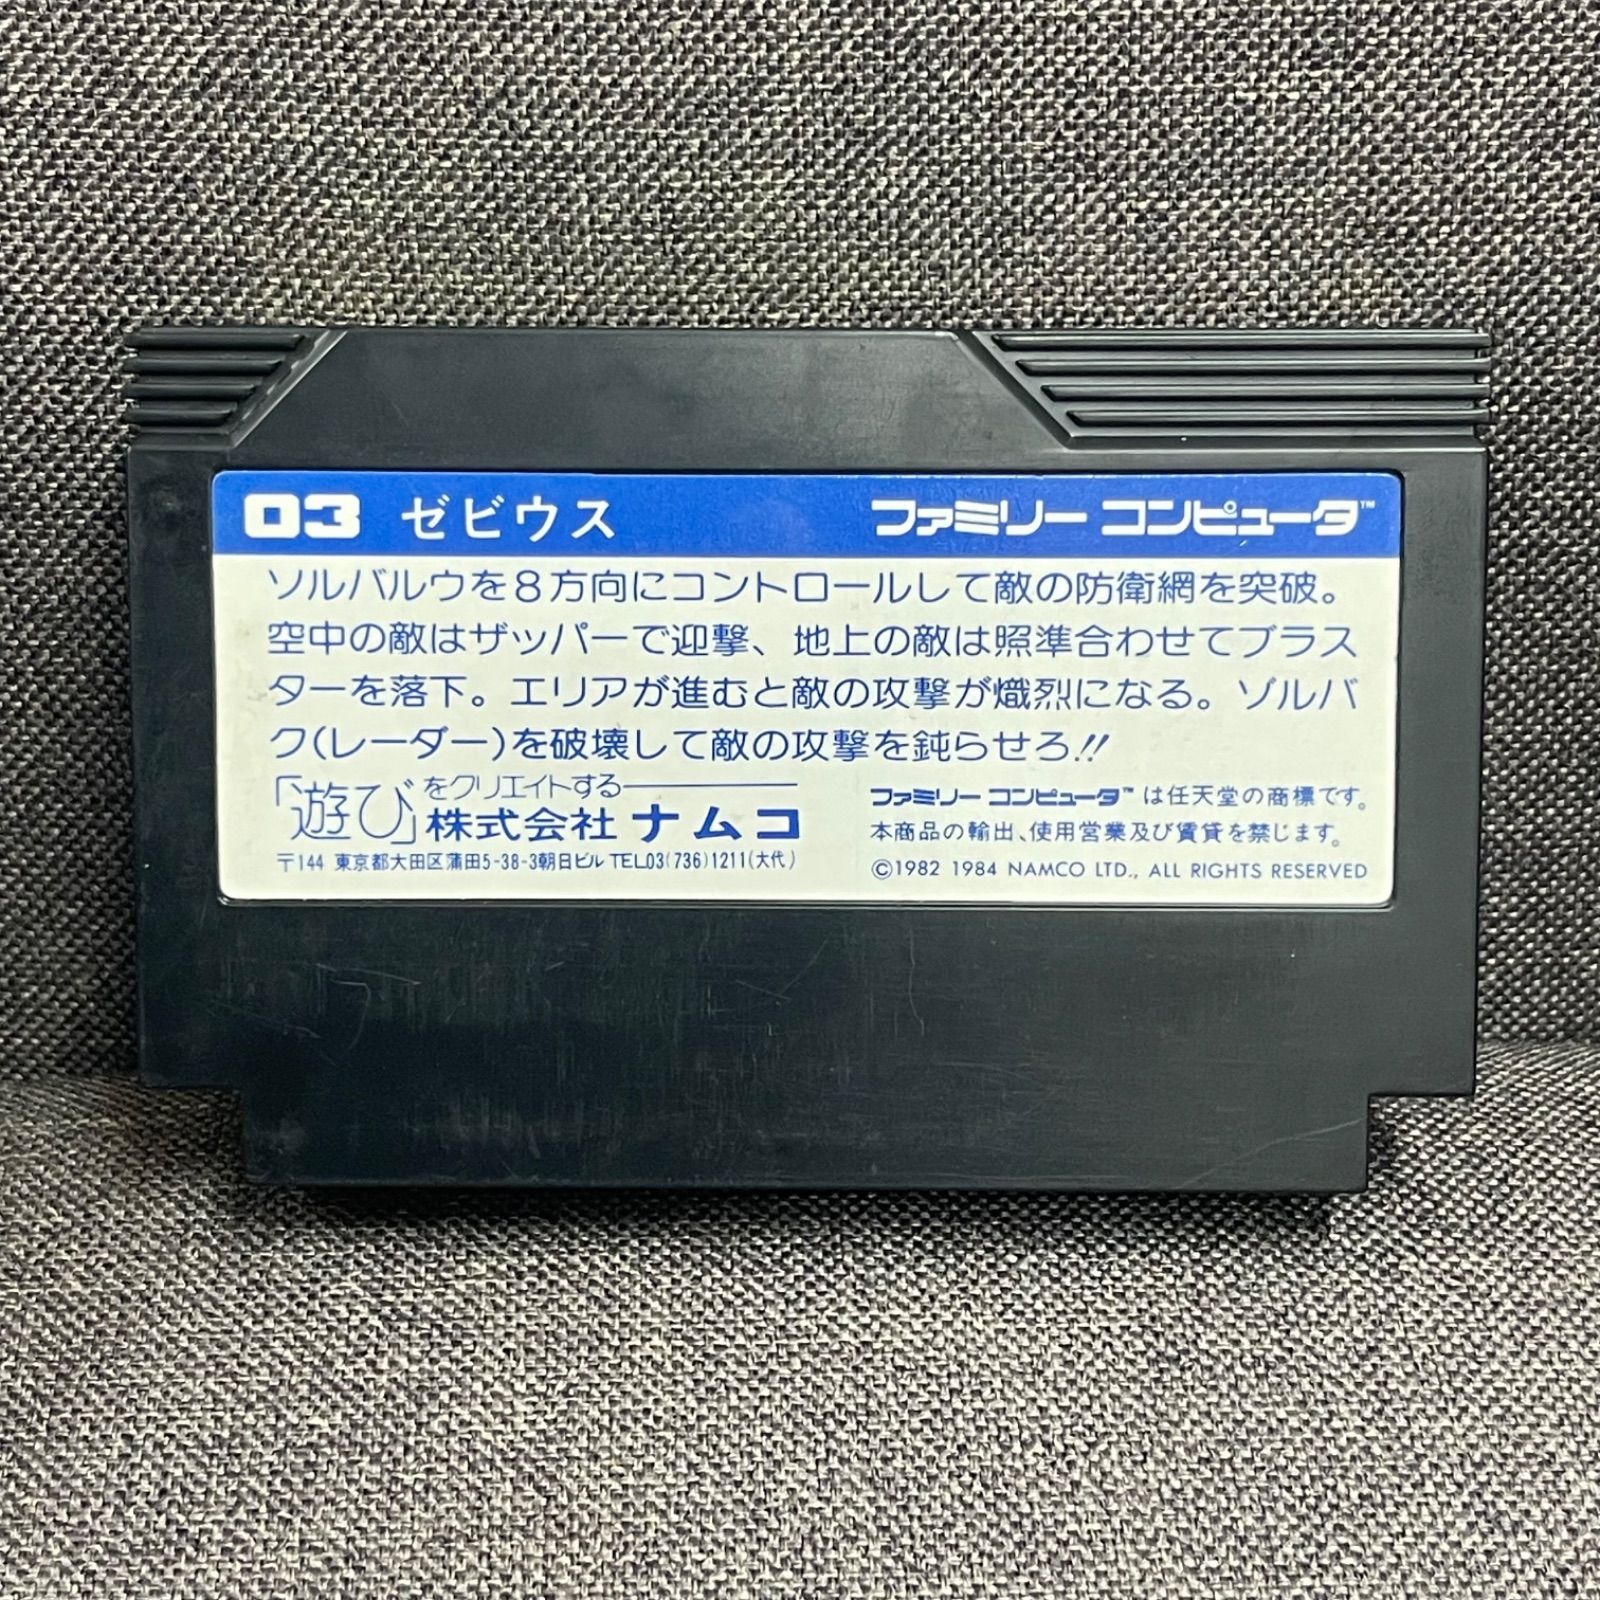 03 ゼビウス ファミリー コンピュータ™
ソルバルウを8方向にコントロールして敵の防衛網を突破。
空中の敵はザッパーで迎撃、地上の敵は照準合わせてブラス
ターを落下。エリアが進むと敵の攻撃が熾烈になる。ゾルバ
ク(レーダー)を破壊して敵の攻撃を鈍らせろ!!
「遊び」をクリエイトする
株式会社 ナムコ
〒144 東京都大田区蒲田5-38-3朝日ビル TEL03(736)1211(大代)
ファミリー コンピュータ™ は任天堂の商標です。
本商品の輸出、使用営業及び賃貸を禁じます。
©1982 1984 NAMCO LTD., ALL RIGHTS RESERVED